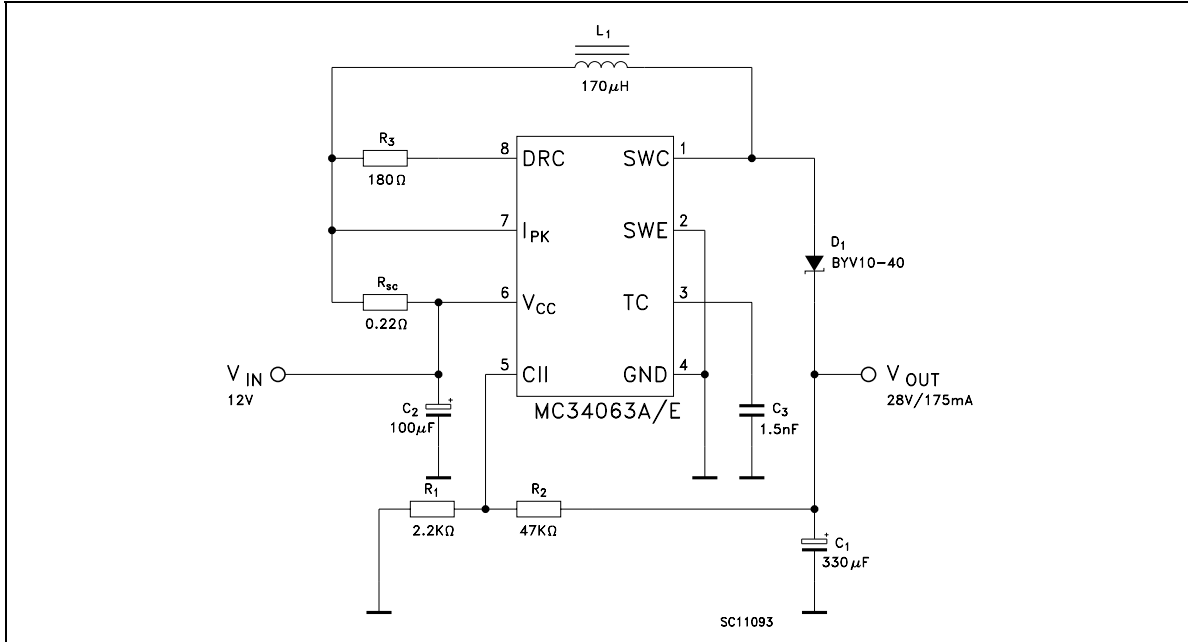 L1
170µH
R3
180Ω
8 DRC SWC 1
7 IPK SWE 2
D1
BYV10-40
Rsc
0.22Ω
6 VCC TC 3
5 CII GND 4
VIN
12V
VOUT
28V/175mA
C2
+
100µF
MC34063A/E
C3
1.5nF
R1
2.2KΩ
R2
47KΩ
+
C1
330µF
SC11093